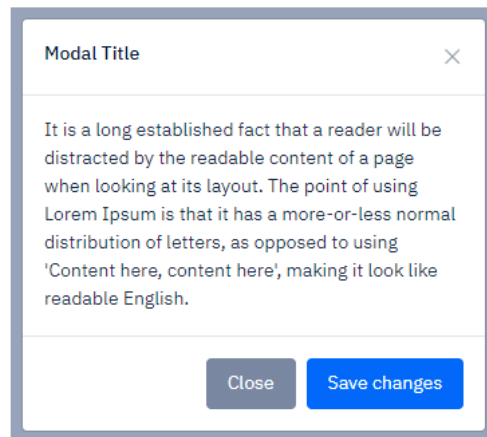 Modal Title
It is a long established fact that a reader will be
distracted by the readable content of a page
when looking at its layout. The point of using
Lorem Ipsum is that it has a more-or-less normal
distribution of letters, as opposed to using
'Content here, content here', making it look like
readable English.
Close Save changes